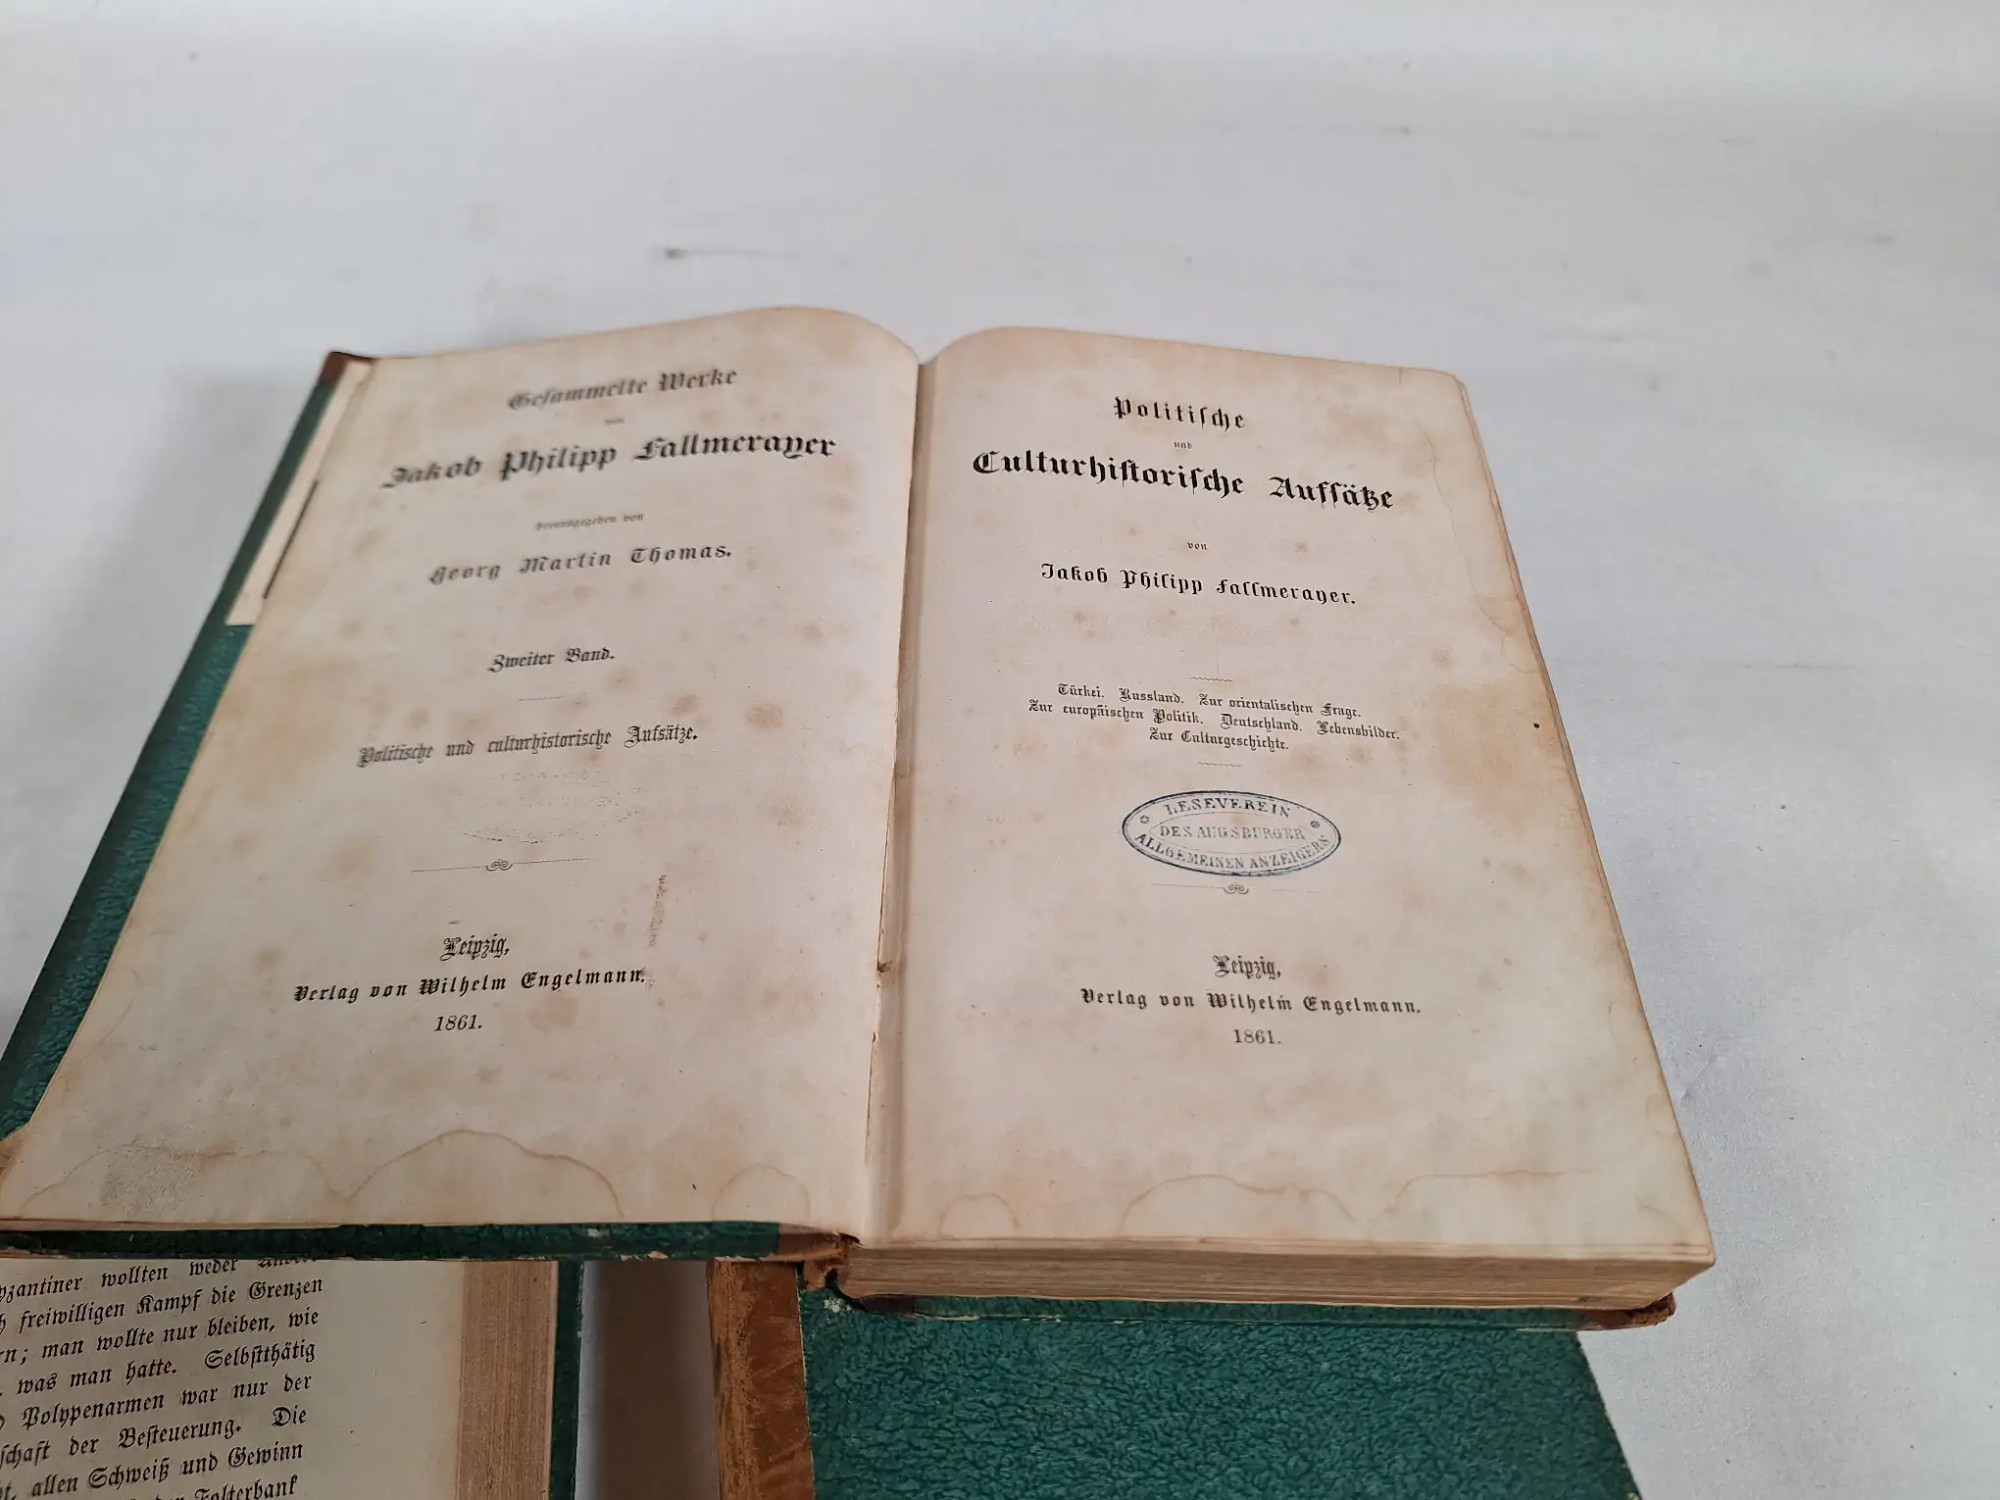 Gesammelte Werke
von
Jakob Philipp Fallmerayer
herausgegeben von
Georg Martin Thomas.
Zweiter Band.
Politische und culturhistorische Aufsätze.
Leipzig,
Verlag von Wilhelm Engelmann.
1861.
Politiſche
und
Culturhiſtoriſche Aufſätze
von
Jakob Philipp Fallmerayer.
Türkei. Russland. Zur orientalischen Frage.
Zur europäischen Politik. Deutschland. Lebensbilder.
Zur Culturgeschichte.
LESEVEREIN
DES AUGSBURGER
ALLGEMEINEN ANZEIGERS
Leipzig,
Verlag von Wilhelm Engelmann.
1861.
wollten weder
freiwilligen Kampf die Grenzen
man wollte nur bleiben, wie
was man hatte. Selbſtthätig
Polypenarmen war nur der
der Beſteuerung. Die
allen Schweiß und Gewinn
Folterbank